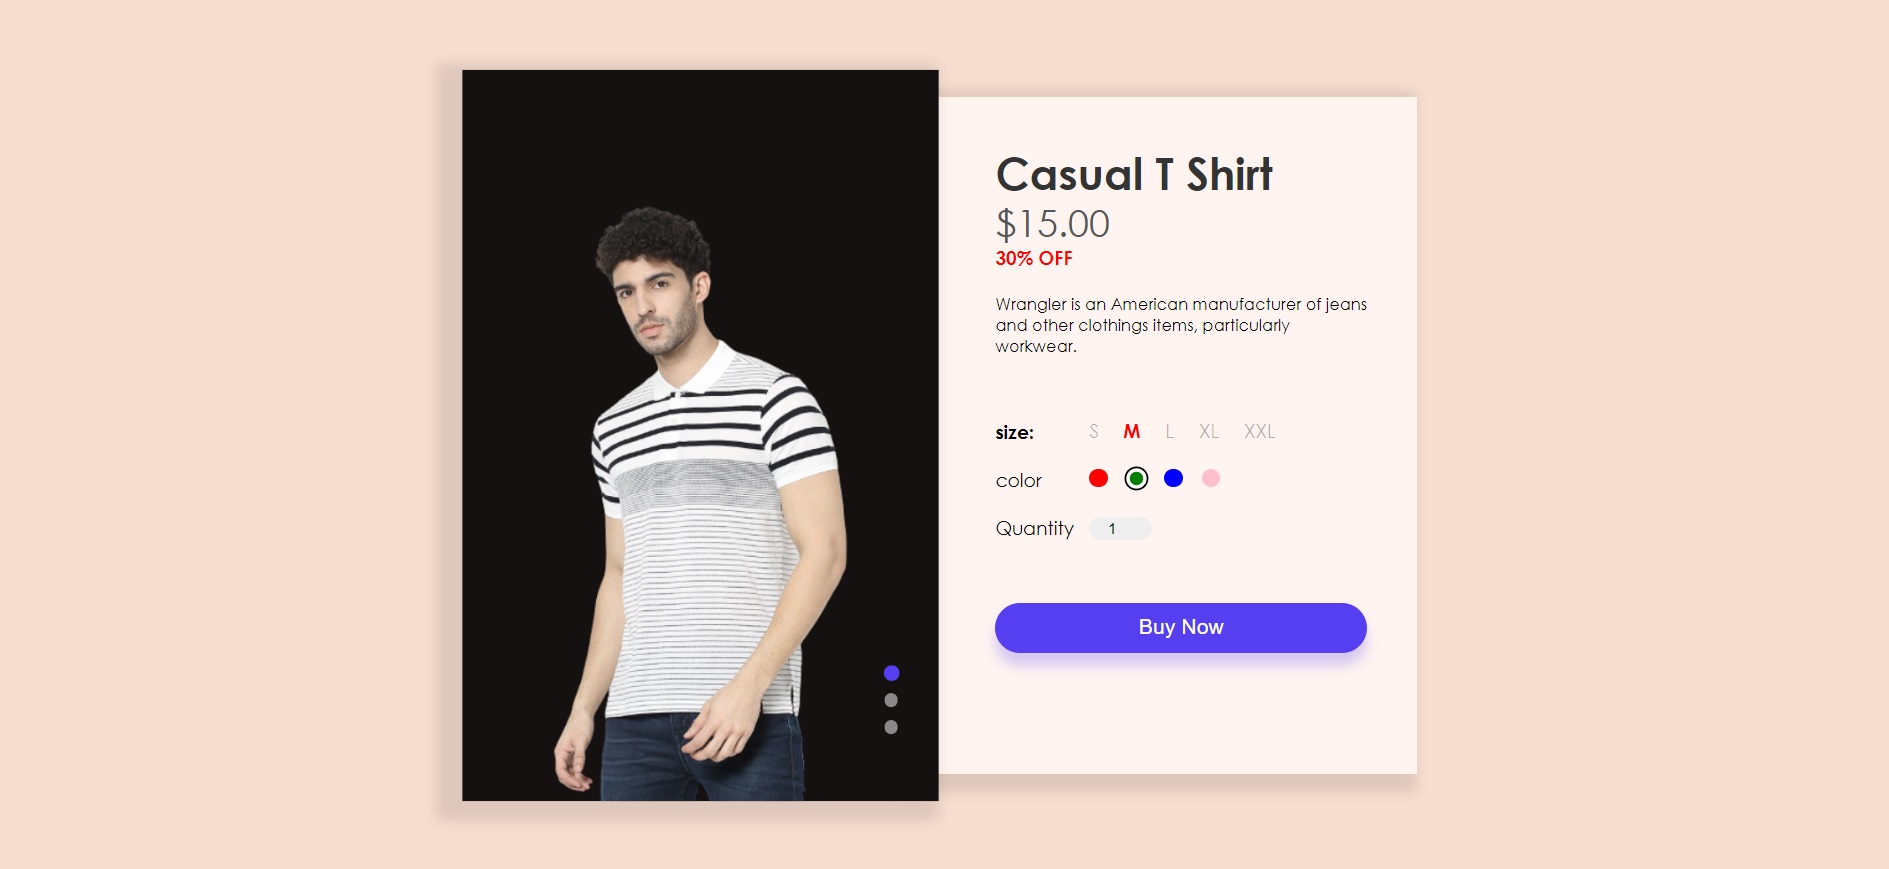 Casual T Shirt
$15.00
30% OFF
Wrangler is an American manufacturer of jeans
and other clothings items, particularly
workwear.
size: S M L XL XXL
color
Quantity 1
Buy Now